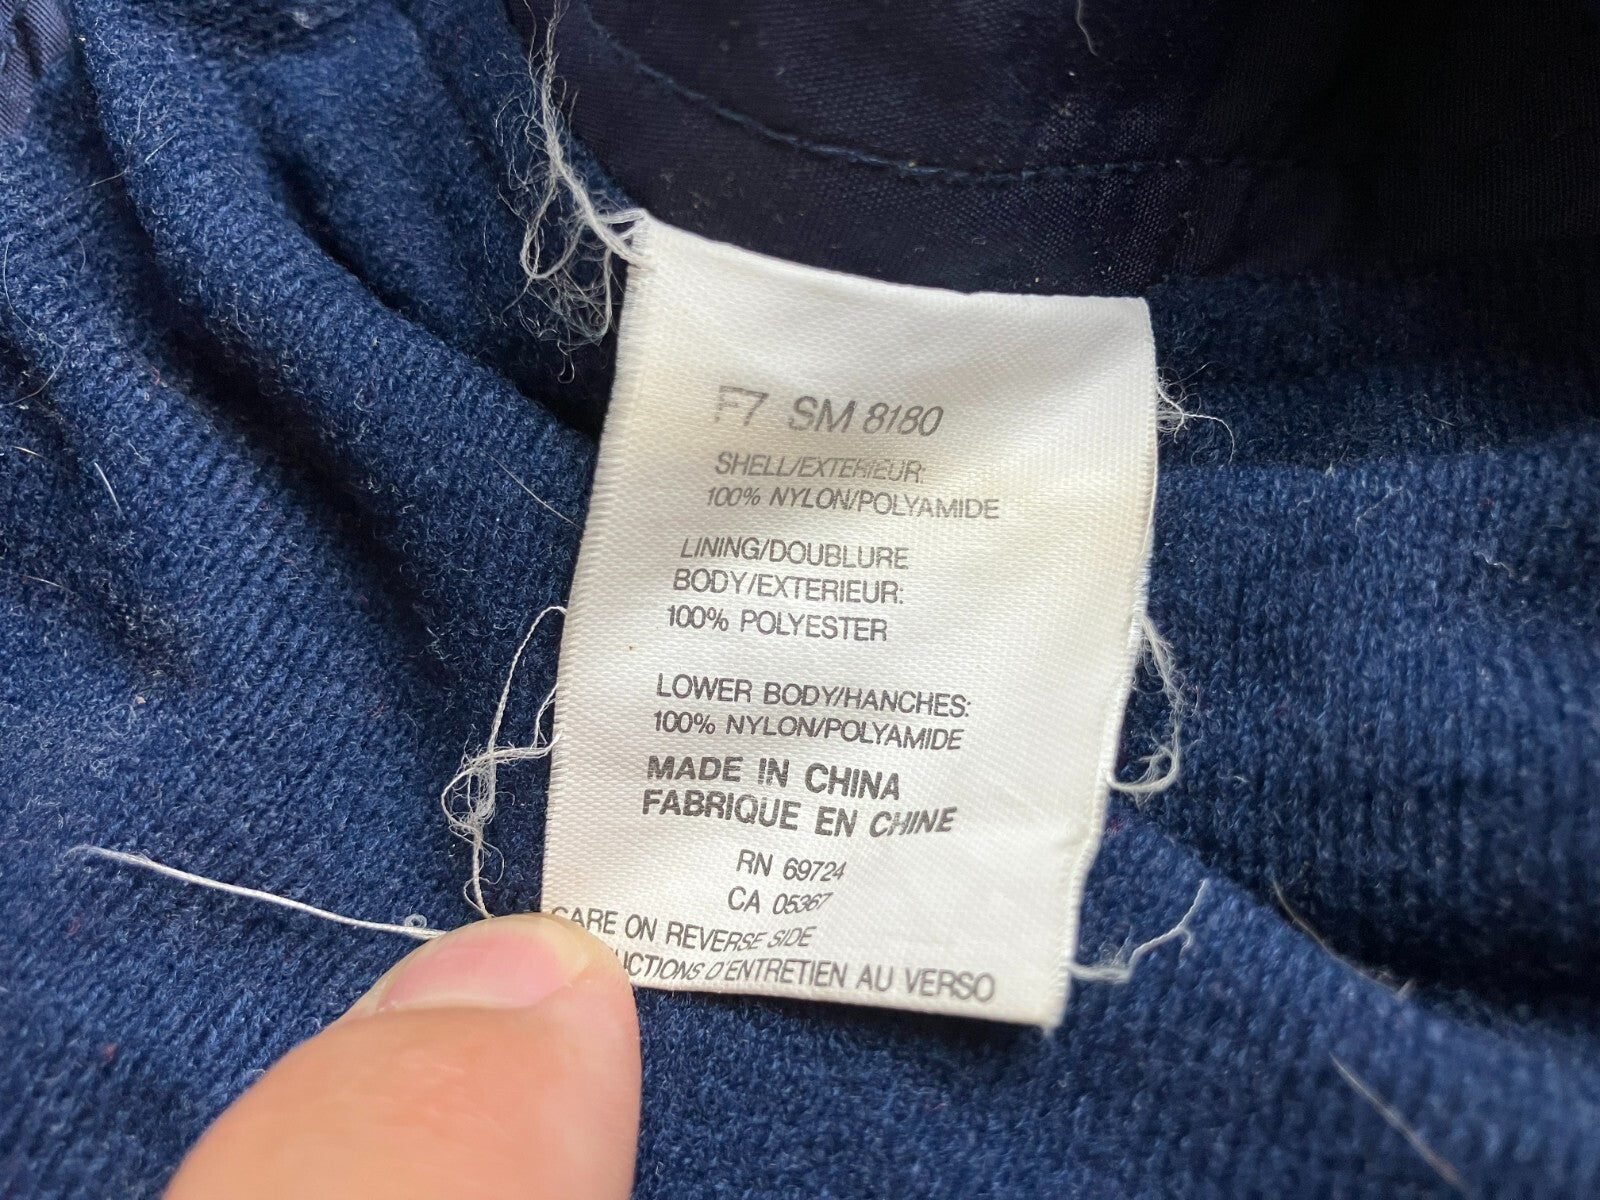 F7 SM 8180
SHELL/EXTERIEUR:
100% NYLON/POLYAMIDE
LINING/DOUBLURE
BODY/EXTERIEUR:
100% POLYESTER
LOWER BODY/HANCHES:
100% NYLON/POLYAMIDE
MADE IN CHINA
FABRIQUE EN CHINE
RN 69724
CA 05367
CARE ON REVERSE SIDE
UCTIONS D'ENTRETIEN AU VERSO